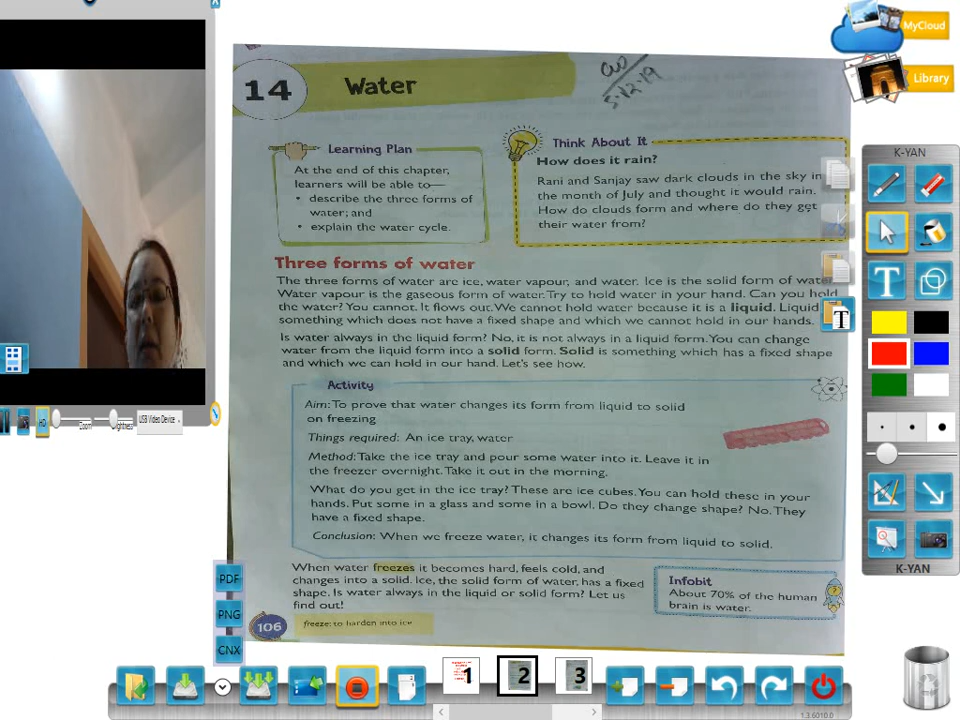 MyCloud
Library
K-YAN
T
K-YAN
HD
Zoom
Brightness
USB Video Device
14 Water
5-12-19
Learning Plan
At the end of this chapter,
learners will be able to—
• describe the three forms of
water; and
• explain the water cycle.
Think About It
How does it rain?
Rani and Sanjay saw dark clouds in the sky in
the month of July and thought it would rain.
How do clouds form and where do they get
their water from?
T
Three forms of water
The three forms of water are ice, water vapour, and water. Ice is the solid form of water.
Water vapour is the gaseous form of water. Try to hold water in your hand. Can you hold
the water? You cannot. It flows out. We cannot hold water because it is a liquid. Liquid
something which does not have a fixed shape and which we cannot hold in our hands.
Is water always in the liquid form? No, it is not always in a liquid form. You can change
water from the liquid form into a solid form. Solid is something which has a fixed shape
and which we can hold in our hand. Let's see how.
Activity
Aim: To prove that water changes its form from liquid to solid
on freezing
Things required: An ice tray, water
Method: Take the ice tray and pour some water into it. Leave it in
the freezer overnight. Take it out in the morning.
What do you get in the ice tray? These are ice cubes. You can hold these in your
hands. Put some in a glass and some in a bowl. Do they change shape? No. They
have a fixed shape.
Conclusion: When we freeze water, it changes its form from liquid to solid.
When water freezes it becomes hard, feels cold, and
changes into a solid. Ice, the solid form of water, has a fixed
shape. Is water always in the liquid or solid form? Let us
find out!
Infobit
About 70% of the human
brain is water.
106
freeze: to harden into ice
PDF
PNG
CNX
1 2 3
1.3.6010.0